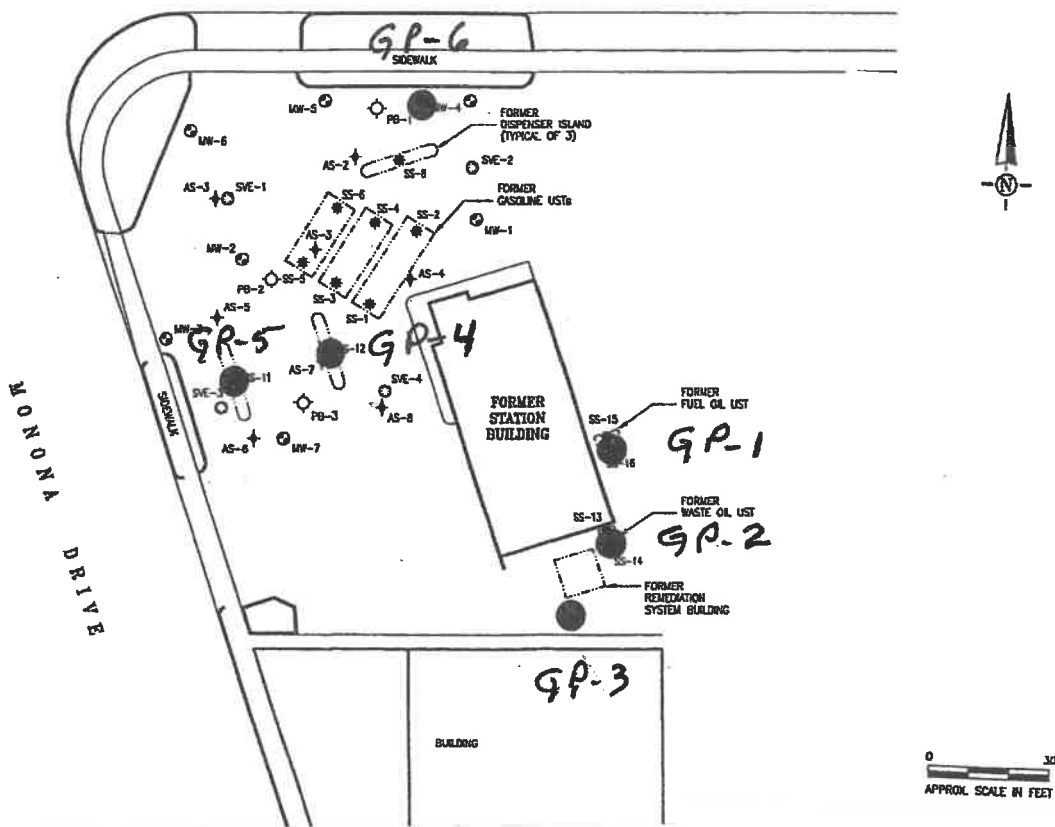 GP-6
SIDEWALK
MW-5
PB-1
MW-4
FORMER
DISPENSER ISLAND
(TYPICAL OF 3)
MW-6
AS-2
SS-8
SVE-2
AS-3
SVE-1
SS-6
SS-4
SS-2
FORMER
GASOLINE USTs
N
MW-1
AS-3
MW-2
PB-2
SS-5
SS-3
SS-1
AS-4
AS-5
GP-5
GP-4
AS-7
SVE-3
SVE-4
SIDEWALK
PB-3
AS-8
AS-6
MW-7
FORMER
STATION
BUILDING
SS-15
FORMER
FUEL OIL UST
GP-1
SS-16
MONONA DRIVE
SS-13
FORMER
WASTE OIL UST
GP-2
SS-14
FORMER
REMEDIATION
SYSTEM BUILDING
GP-3
BUILDING
0 30
APPROX. SCALE IN FEET